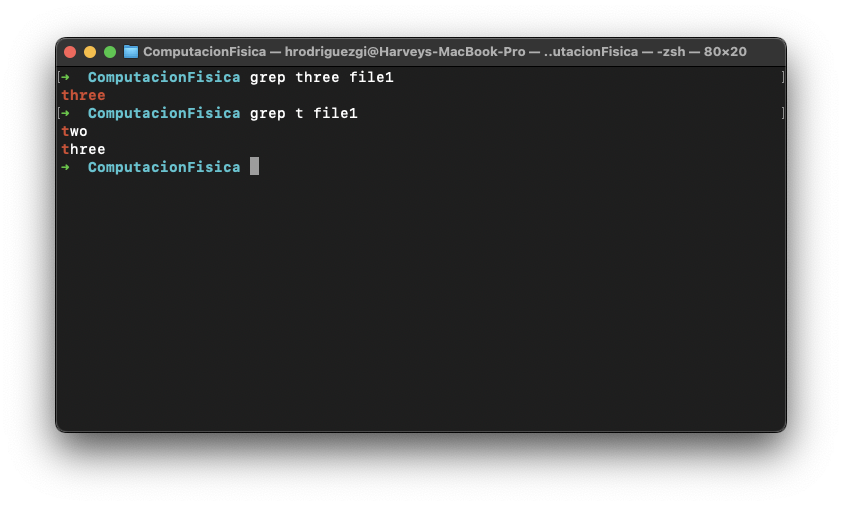 ComputacionFisica — hrodriguezgi@Harveys-MacBook-Pro — ..utacionFisica — -zsh — 80×20
[➜  ComputacionFisica grep three file1 ]
three
[➜  ComputacionFisica grep t file1 ]
two
three
➜  ComputacionFisica